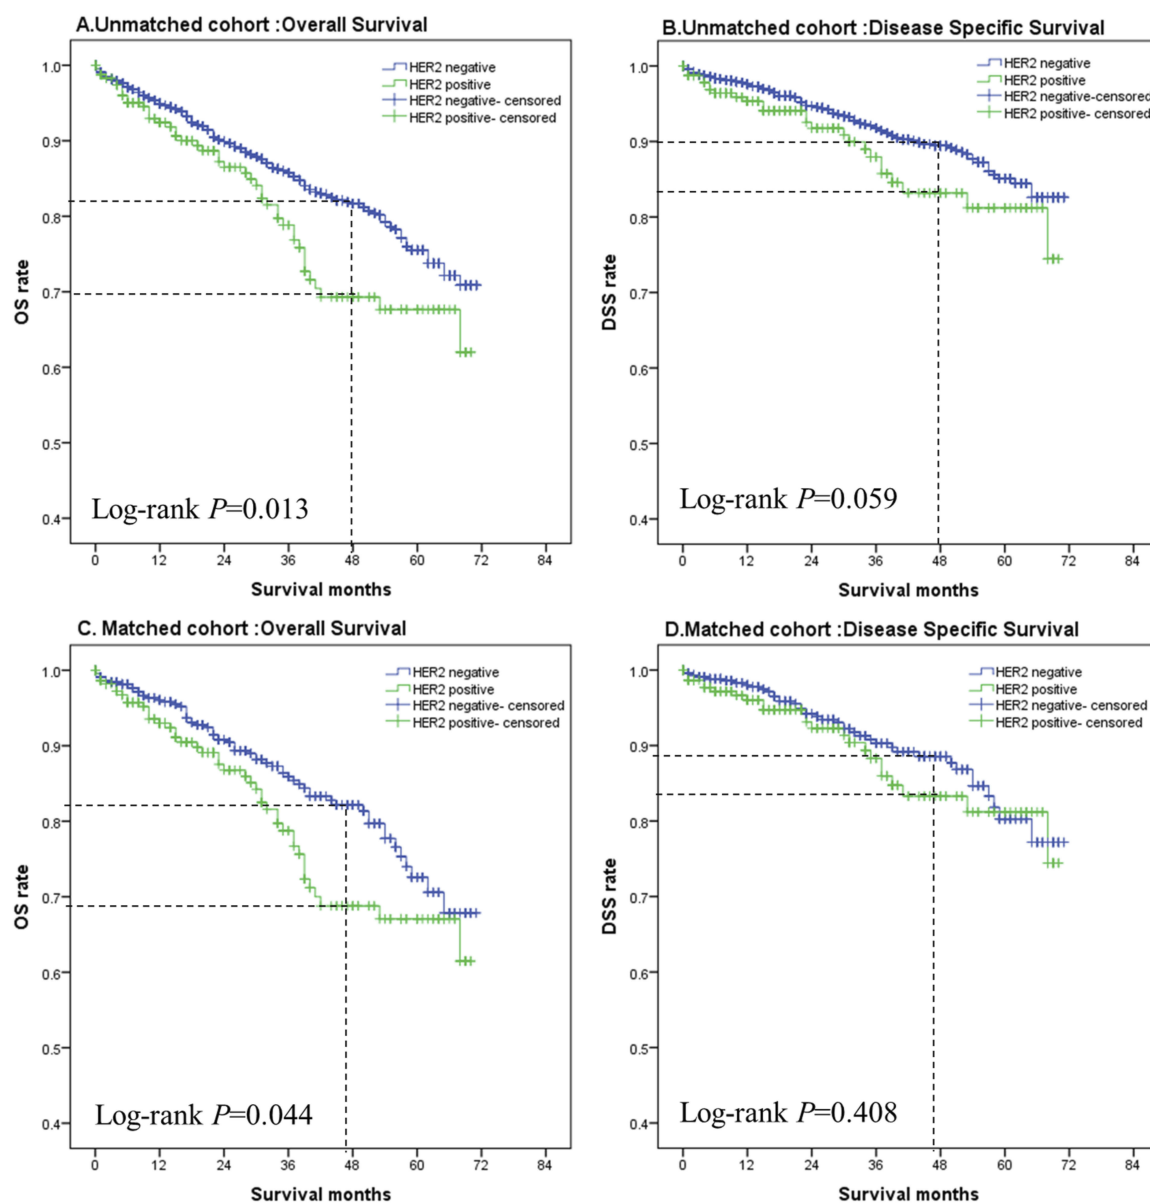 A.Unmatched cohort :Overall Survival
HER2 negative
HER2 positive
HER2 negative- censored
HER2 positive- censored
1.0
0.9
0.8
0.7
0.6
0.5
0.4
OS rate
Log-rank P=0.013
0 12 24 36 48 60 72 84
Survival months
B.Unmatched cohort :Disease Specific Survival
HER2 negative
HER2 positive
HER2 negative-censored
HER2 positive- censored
1.0
0.9
0.8
0.7
0.6
0.5
0.4
DSS rate
Log-rank P=0.059
0 12 24 36 48 60 72 84
Survival months
C. Matched cohort :Overall Survival
HER2 negative
HER2 positive
HER2 negative- censored
HER2 positive- censored
1.0
0.9
0.8
0.7
0.6
0.5
0.4
OS rate
Log-rank P=0.044
0 12 24 36 48 60 72 84
Survival months
D.Matched cohort :Disease Specific Survival
HER2 negative
HER2 positive
HER2 negative- censored
HER2 positive- censored
1.0
0.9
0.8
0.7
0.6
0.5
0.4
DSS rate
Log-rank P=0.408
0 12 24 36 48 60 72 84
Survival months